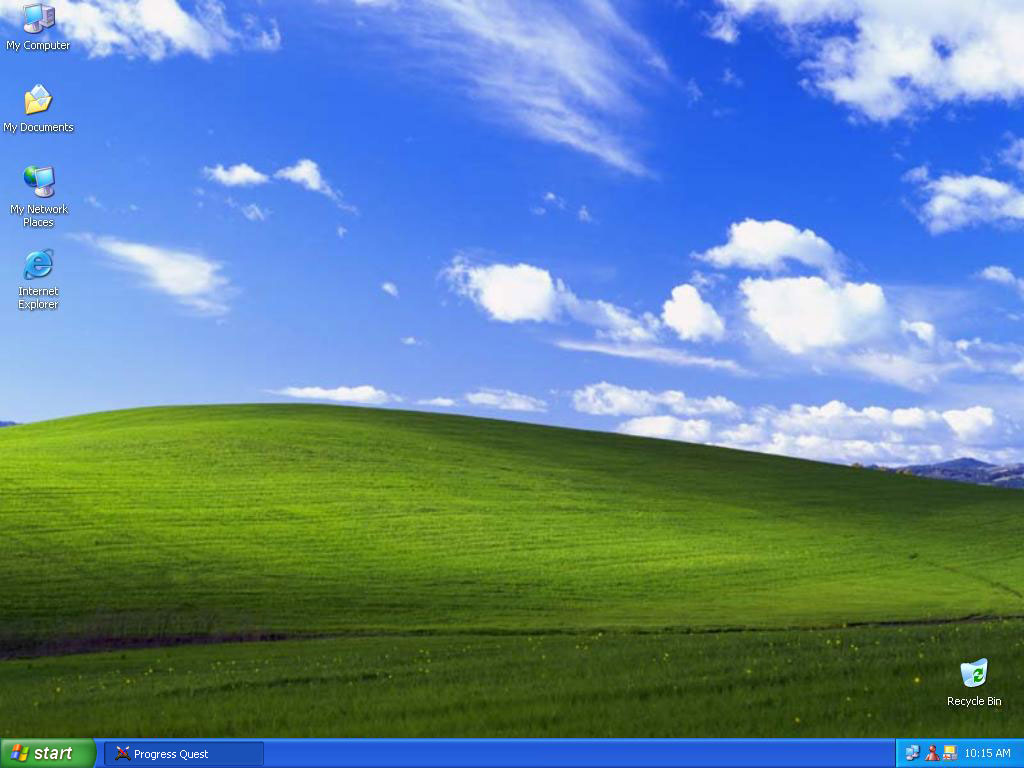 My Computer
My Documents
My Network
Places
Internet
Explorer
Recycle Bin
start
Progress Quest
10:15 AM